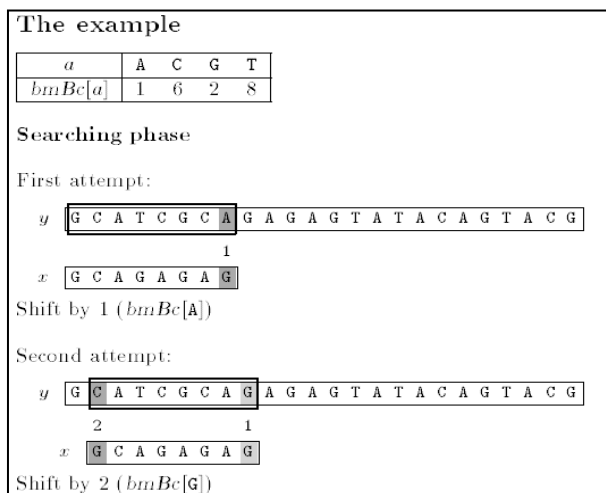 The example
a A C G T
bmBc[a] 1 6 2 8
Searching phase
First attempt:
y G C A T C G C A G A G A G T A T A C A G T A C G
1
x G C A G A G A G
Shift by 1 (bmBc[A])
Second attempt:
y G C A T C G C A G A G A G T A T A C A G T A C G
2 1
x G C A G A G A G
Shift by 2 (bmBc[G])